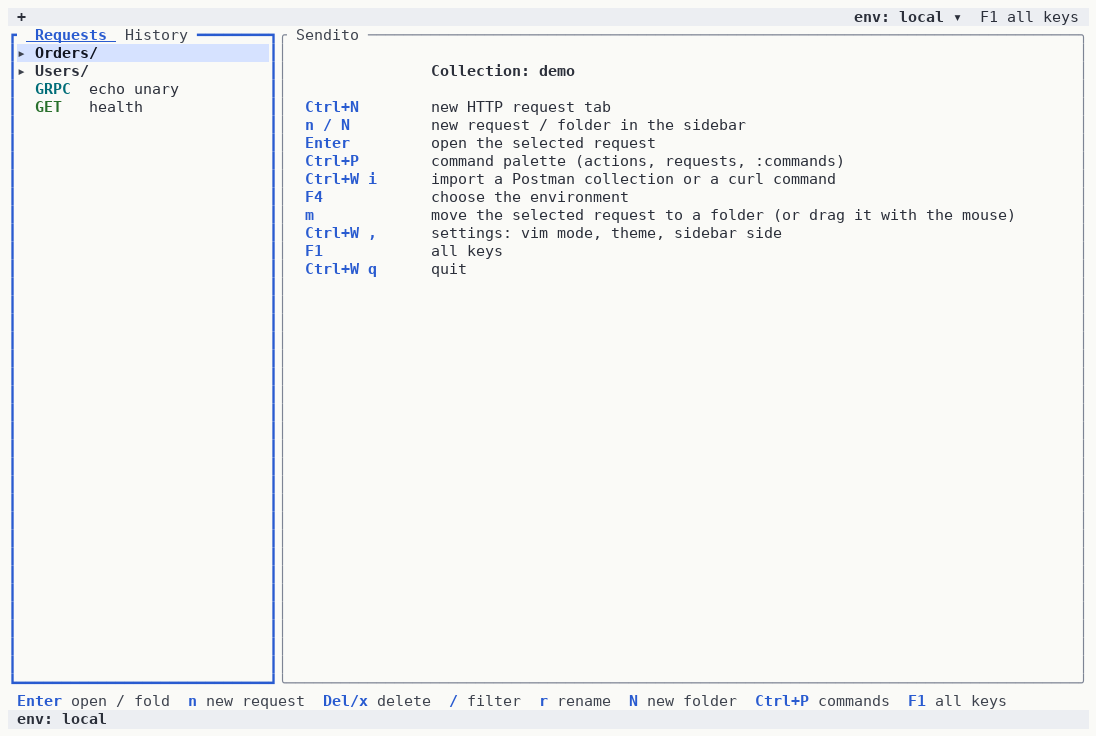 + env: local ▾ F1 all keys
Requests History Sendito
▸ Orders/
▸ Users/ Collection: demo
GRPC echo unary
GET health Ctrl+N new HTTP request tab
n / N new request / folder in the sidebar
Enter open the selected request
Ctrl+P command palette (actions, requests, :commands)
Ctrl+W i import a Postman collection or a curl command
F4 choose the environment
m move the selected request to a folder (or drag it with the mouse)
Ctrl+W , settings: vim mode, theme, sidebar side
F1 all keys
Ctrl+W q quit
Enter open / fold n new request Del/x delete / filter r rename N new folder Ctrl+P commands F1 all keys
env: local